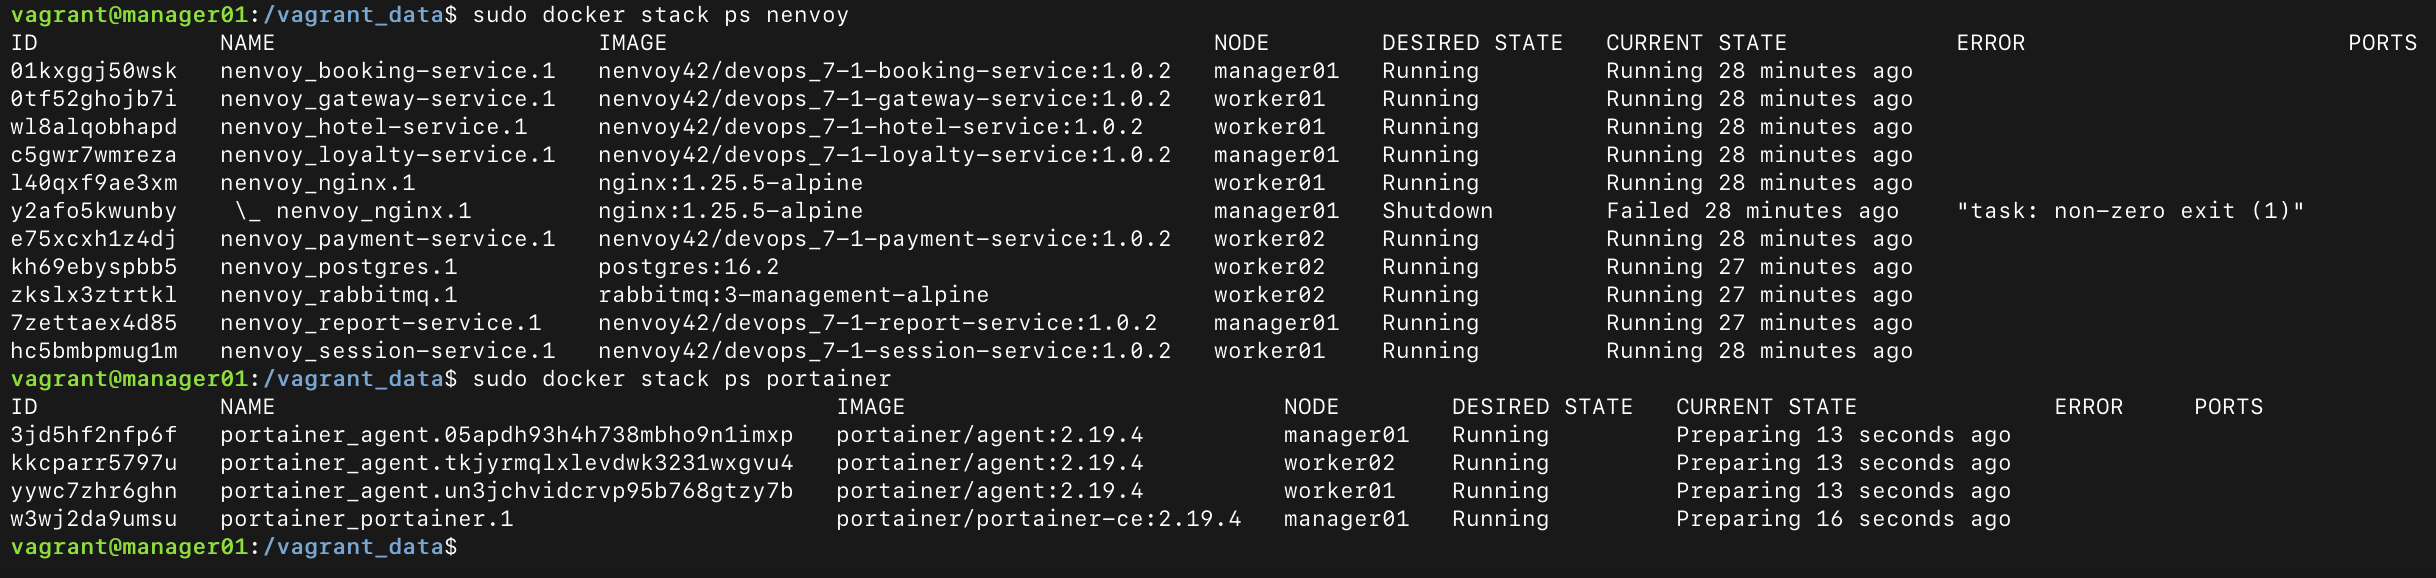 vagrant@manager01:/vagrant_data$ sudo docker stack ps nenvoy
ID NAME IMAGE NODE DESIRED STATE CURRENT STATE ERROR PORTS
01kxggj50wsk nenvoy_booking-service.1 nenvoy42/devops_7-1-booking-service:1.0.2 manager01 Running Running 28 minutes ago
0tf52ghojb7i nenvoy_gateway-service.1 nenvoy42/devops_7-1-gateway-service:1.0.2 worker01 Running Running 28 minutes ago
wl8alqobhapd nenvoy_hotel-service.1 nenvoy42/devops_7-1-hotel-service:1.0.2 worker01 Running Running 28 minutes ago
c5gwr7wmreza nenvoy_loyalty-service.1 nenvoy42/devops_7-1-loyalty-service:1.0.2 manager01 Running Running 28 minutes ago
l40qxf9ae3xm nenvoy_nginx.1 nginx:1.25.5-alpine worker01 Running Running 28 minutes ago
y2afo5kwunby \_ nenvoy_nginx.1 nginx:1.25.5-alpine manager01 Shutdown Failed 28 minutes ago "task: non-zero exit (1)"
e75xcxh1z4dj nenvoy_payment-service.1 nenvoy42/devops_7-1-payment-service:1.0.2 worker02 Running Running 28 minutes ago
kh69ebyspbb5 nenvoy_postgres.1 postgres:16.2 worker02 Running Running 27 minutes ago
zkslx3ztrtkl nenvoy_rabbitmq.1 rabbitmq:3-management-alpine worker02 Running Running 27 minutes ago
7zettaex4d85 nenvoy_report-service.1 nenvoy42/devops_7-1-report-service:1.0.2 manager01 Running Running 27 minutes ago
hc5bmbpmug1m nenvoy_session-service.1 nenvoy42/devops_7-1-session-service:1.0.2 worker01 Running Running 28 minutes ago
vagrant@manager01:/vagrant_data$ sudo docker stack ps portainer
ID NAME IMAGE NODE DESIRED STATE CURRENT STATE ERROR PORTS
3jd5hf2nfp6f portainer_agent.05apdh93h4h738mbho9n1imxp portainer/agent:2.19.4 manager01 Running Preparing 13 seconds ago
kkcparr5797u portainer_agent.tkjyrmqlxlevdwk3231wxgvu4 portainer/agent:2.19.4 worker02 Running Preparing 13 seconds ago
yywc7zhr6ghn portainer_agent.un3jchvidcrvp95b768gtzy7b portainer/agent:2.19.4 worker01 Running Preparing 13 seconds ago
w3wj2da9umsu portainer_portainer.1 portainer/portainer-ce:2.19.4 manager01 Running Preparing 16 seconds ago
vagrant@manager01:/vagrant_data$